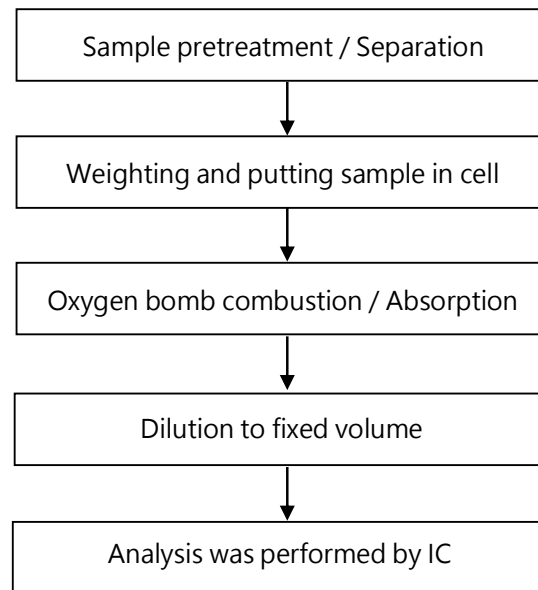 Sample pretreatment / Separation
Weighting and putting sample in cell
Oxygen bomb combustion / Absorption
Dilution to fixed volume
Analysis was performed by IC